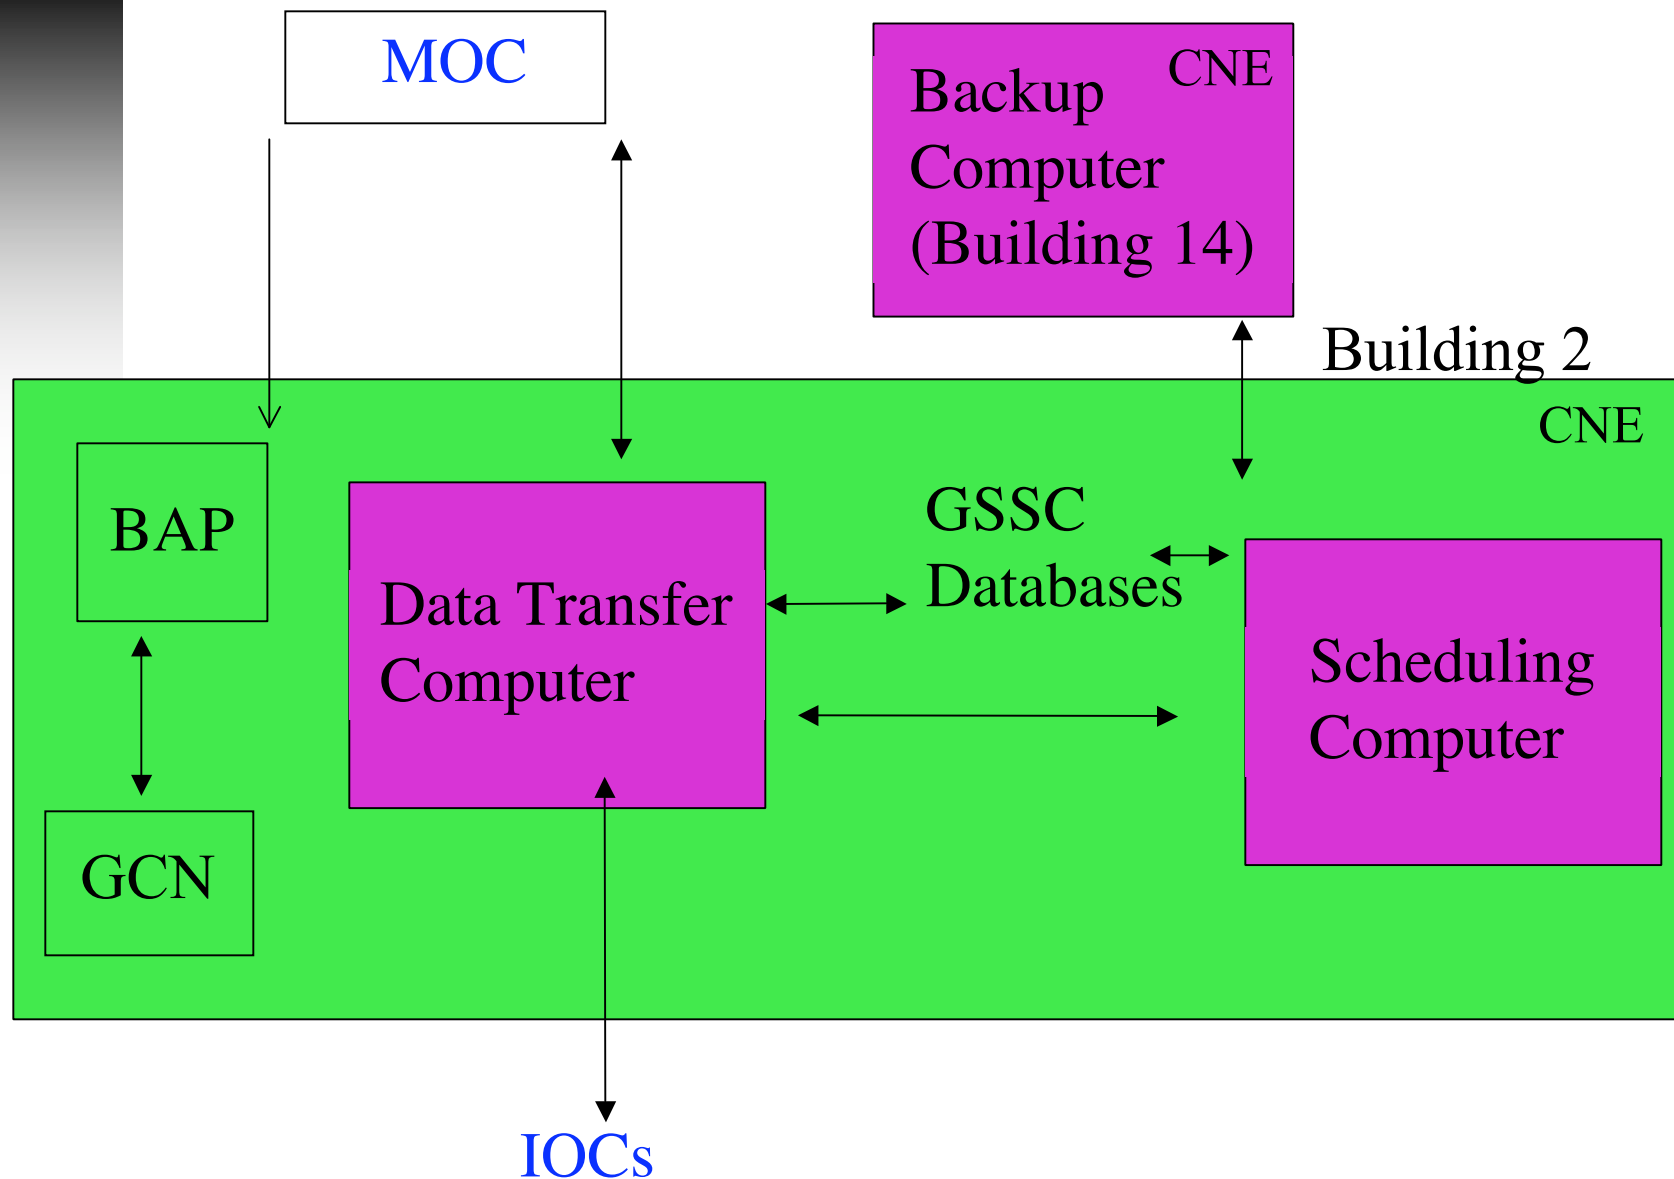 MOC
CNE
Backup
Computer
(Building 14)
Building 2
CNE
BAP
GSSC
Databases
Data Transfer
Computer
Scheduling
Computer
GCN
IOCs